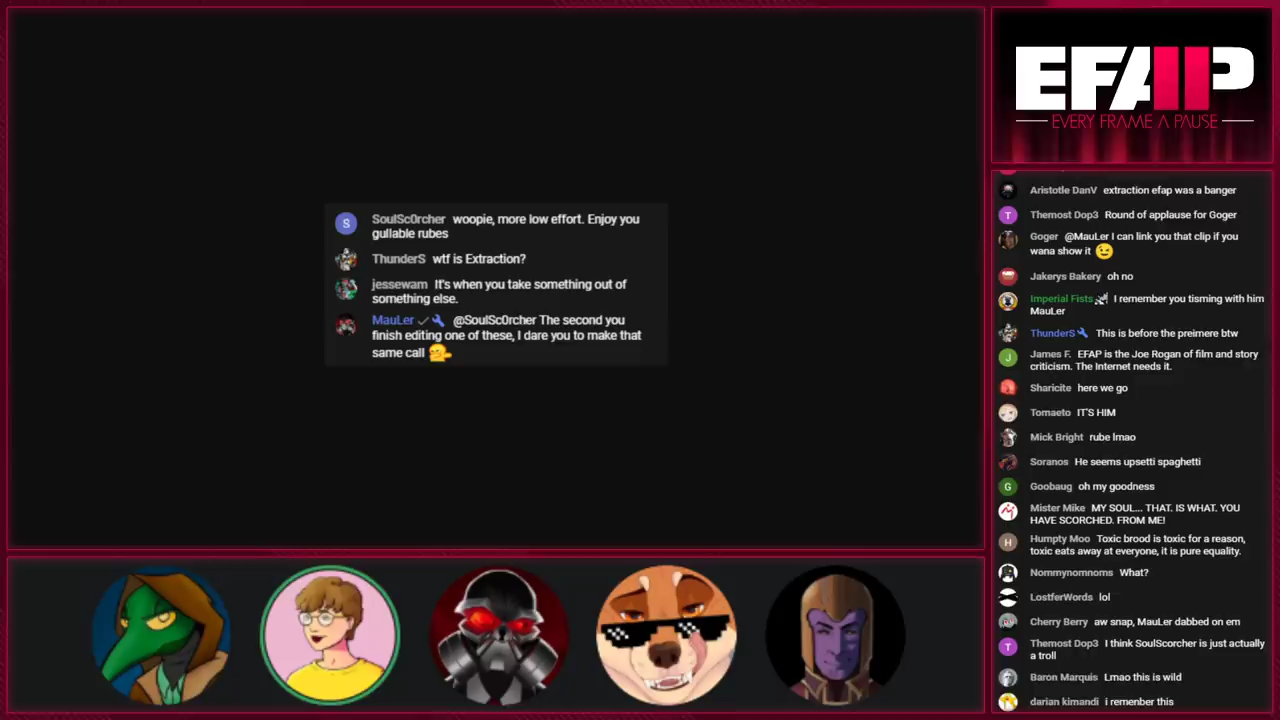 SoulSc0rcher woopie, more low effort. Enjoy you
gullable rubes
ThunderS wtf is Extraction?
jessewam It's when you take something out of
something else.
MauLer @SoulSc0rcher The second you
finish editing one of these, I dare you to make that
same call
EFAP
EVERY FRAME A PAUSE
Aristotle DanV extraction efap was a banger
Themost Dop3 Round of applause for Goger
Goger @MauLer I can link you that clip if you
wana show it
Jakerys Bakery oh no
Imperial Fists I remember you tisming with him
MauLer
ThunderS This is before the preimere btw
James F. EFAP is the Joe Rogan of film and story
criticism. The Internet needs it.
Sharicite here we go
Tomaeto IT'S HIM
Mick Bright rube lmao
Soranos He seems upsetti spaghetti
Goobaug oh my goodness
Mister Mike MY SOUL... THAT. IS WHAT. YOU
HAVE SCORCHED. FROM ME!
Humpty Moo Toxic brood is toxic for a reason,
toxic eats away at everyone, it is pure equality.
Nommynomnoms What?
LostferWords lol
Cherry Berry aw snap, MauLer dabbed on em
Themost Dop3 I think SoulScorcher is just actually
a troll
Baron Marquis Lmao this is wild
darian kimandi i remenber this
S
T
J
G
H
T